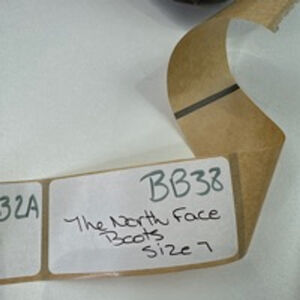 BB38
The North Face
Boots
Size 7
32A